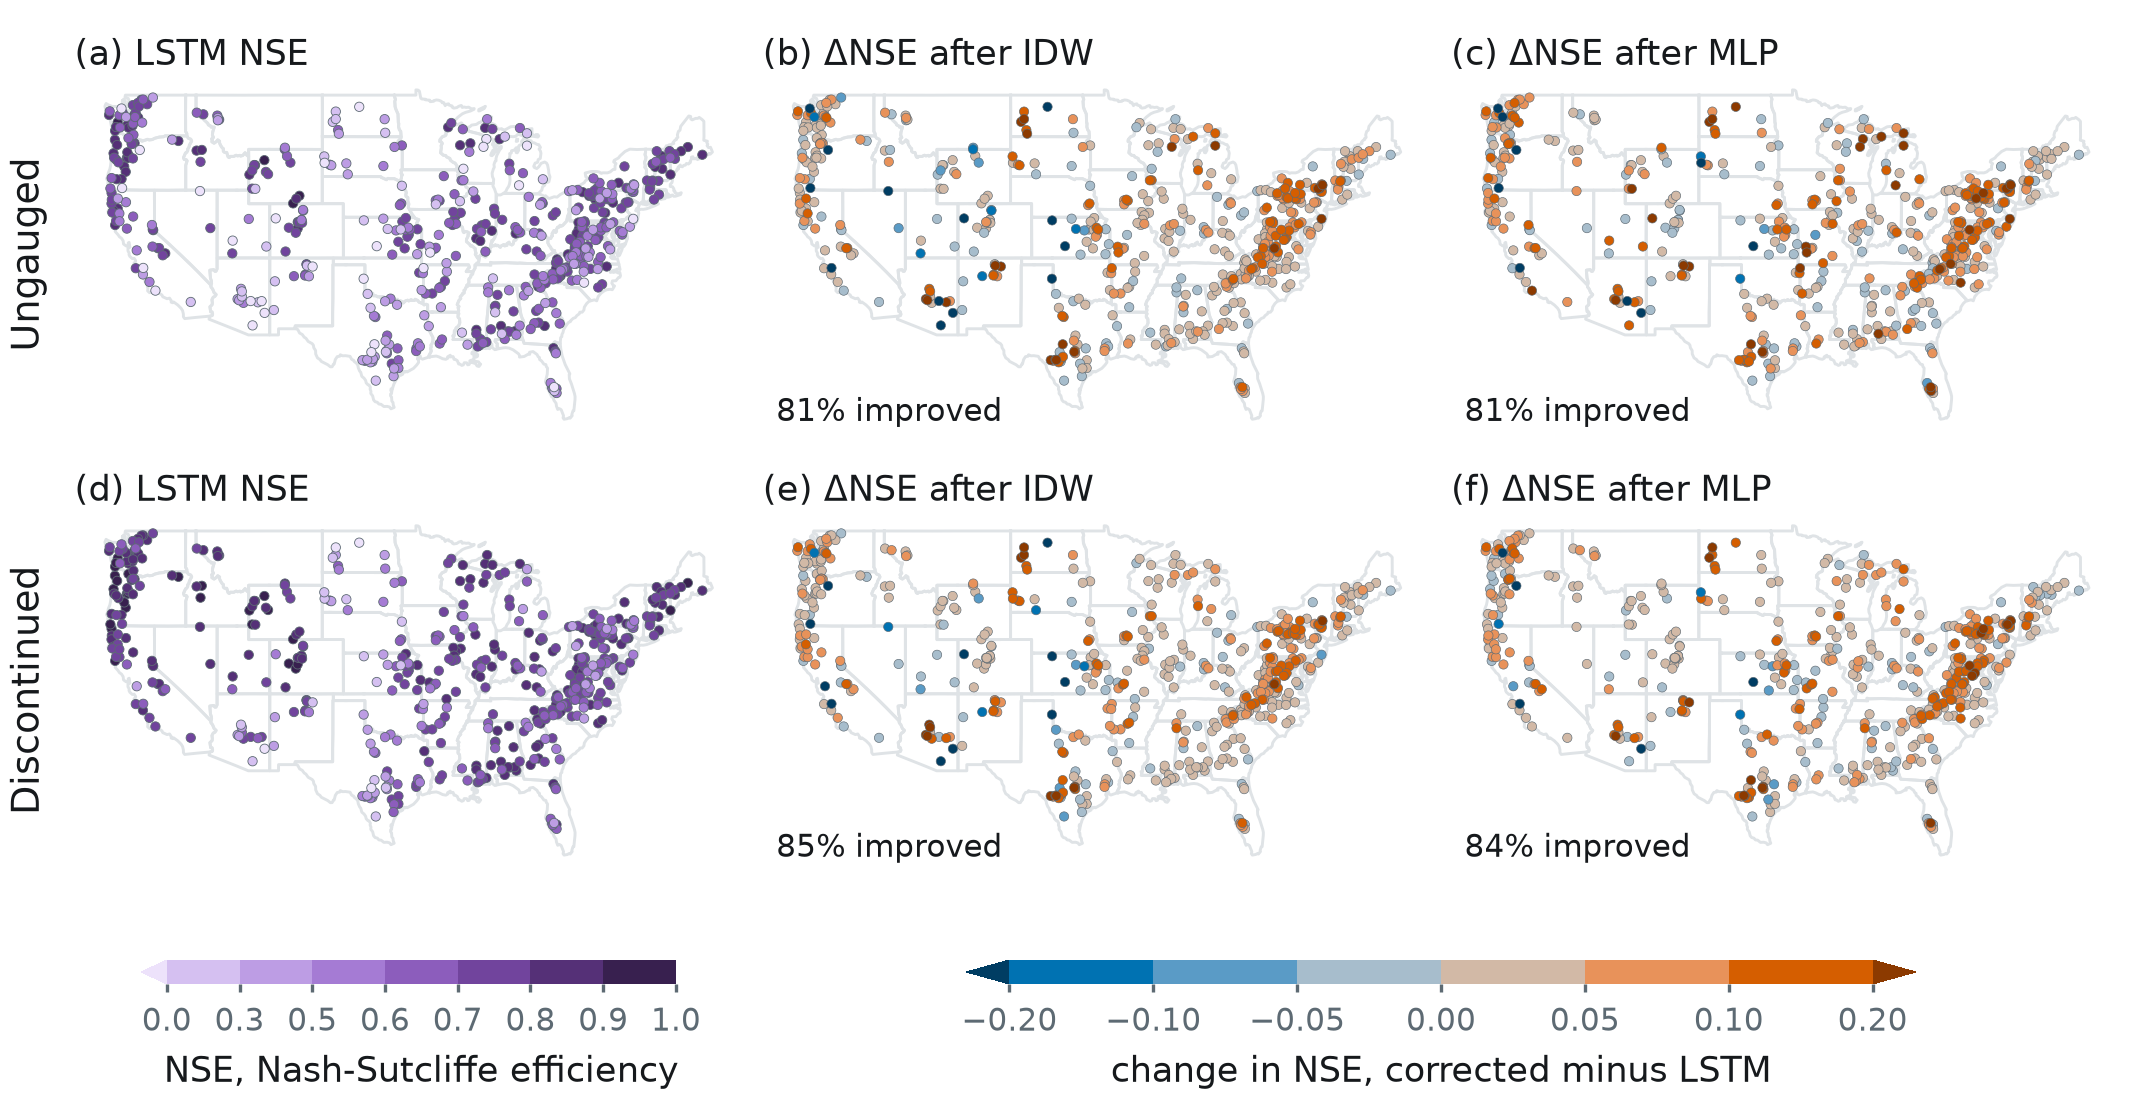 (a) LSTM NSE
(b) ΔNSE after IDW
(c) ΔNSE after MLP
Ungauged
81% improved
81% improved
(d) LSTM NSE
(e) ΔNSE after IDW
(f) ΔNSE after MLP
Discontinued
85% improved
84% improved
0.0 0.3 0.5 0.6 0.7 0.8 0.9 1.0
NSE, Nash-Sutcliffe efficiency
−0.20 −0.10 −0.05 0.00 0.05 0.10 0.20
change in NSE, corrected minus LSTM